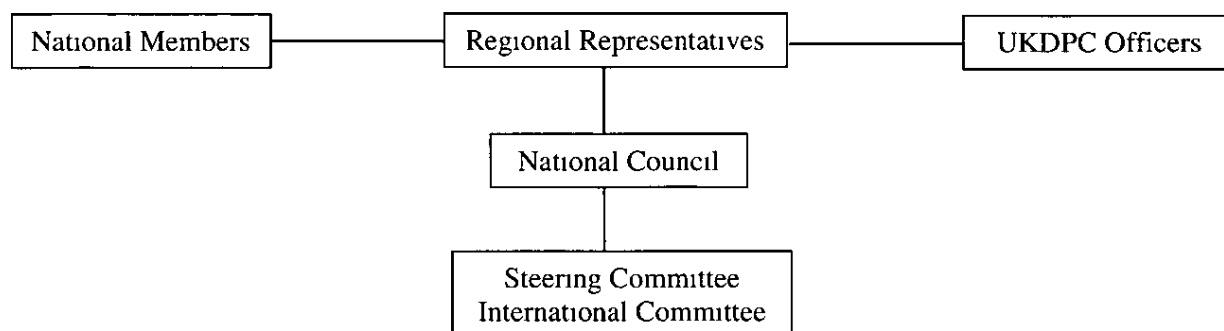 National Members
Regional Representatives
UKDPC Officers
National Council
Steering Committee
International Committee